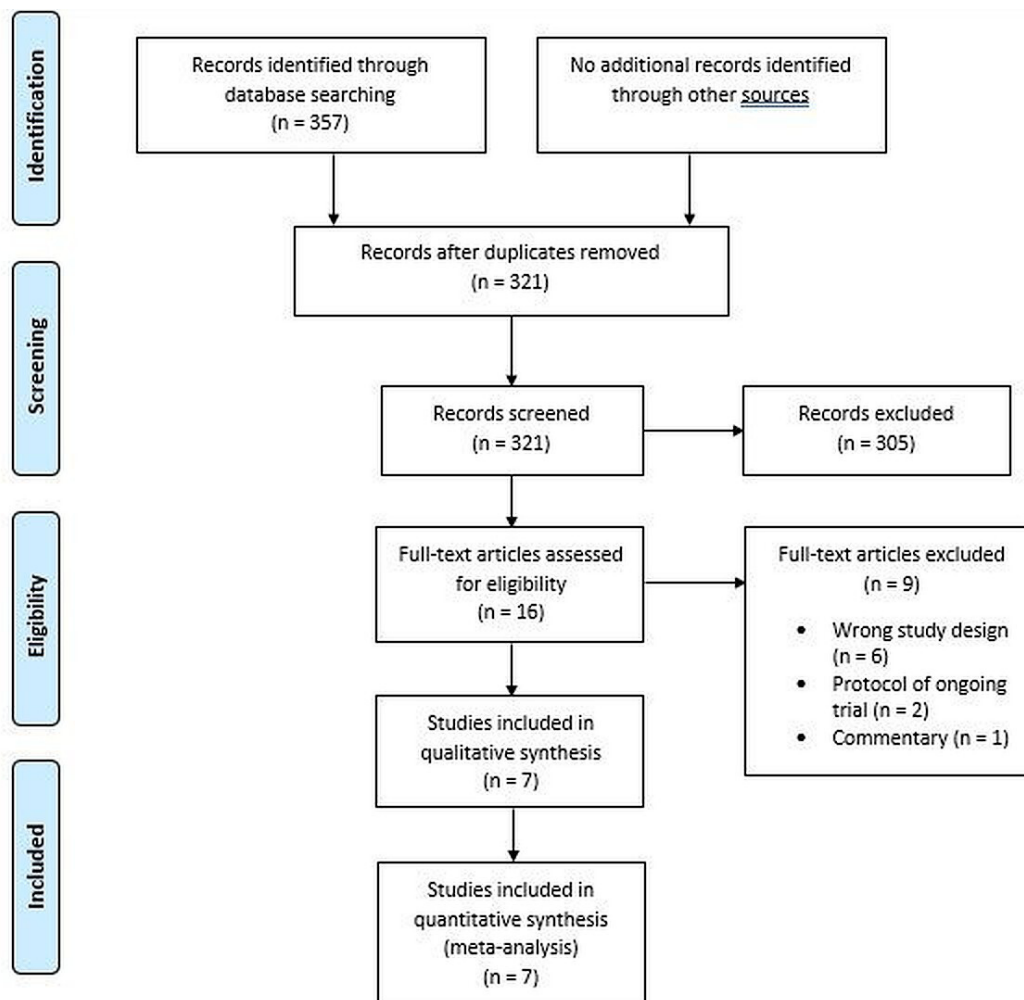 Identification
Records identified through
database searching
(n = 357)
No additional records identified
through other sources
Records after duplicates removed
(n = 321)
Screening
Records screened
(n = 321)
Records excluded
(n = 305)
Eligibility
Full-text articles assessed
for eligibility
(n = 16)
Full-text articles excluded
(n = 9)
• Wrong study design
(n = 6)
• Protocol of ongoing
trial (n = 2)
• Commentary (n = 1)
Studies included in
qualitative synthesis
(n = 7)
Included
Studies included in
quantitative synthesis
(meta-analysis)
(n = 7)